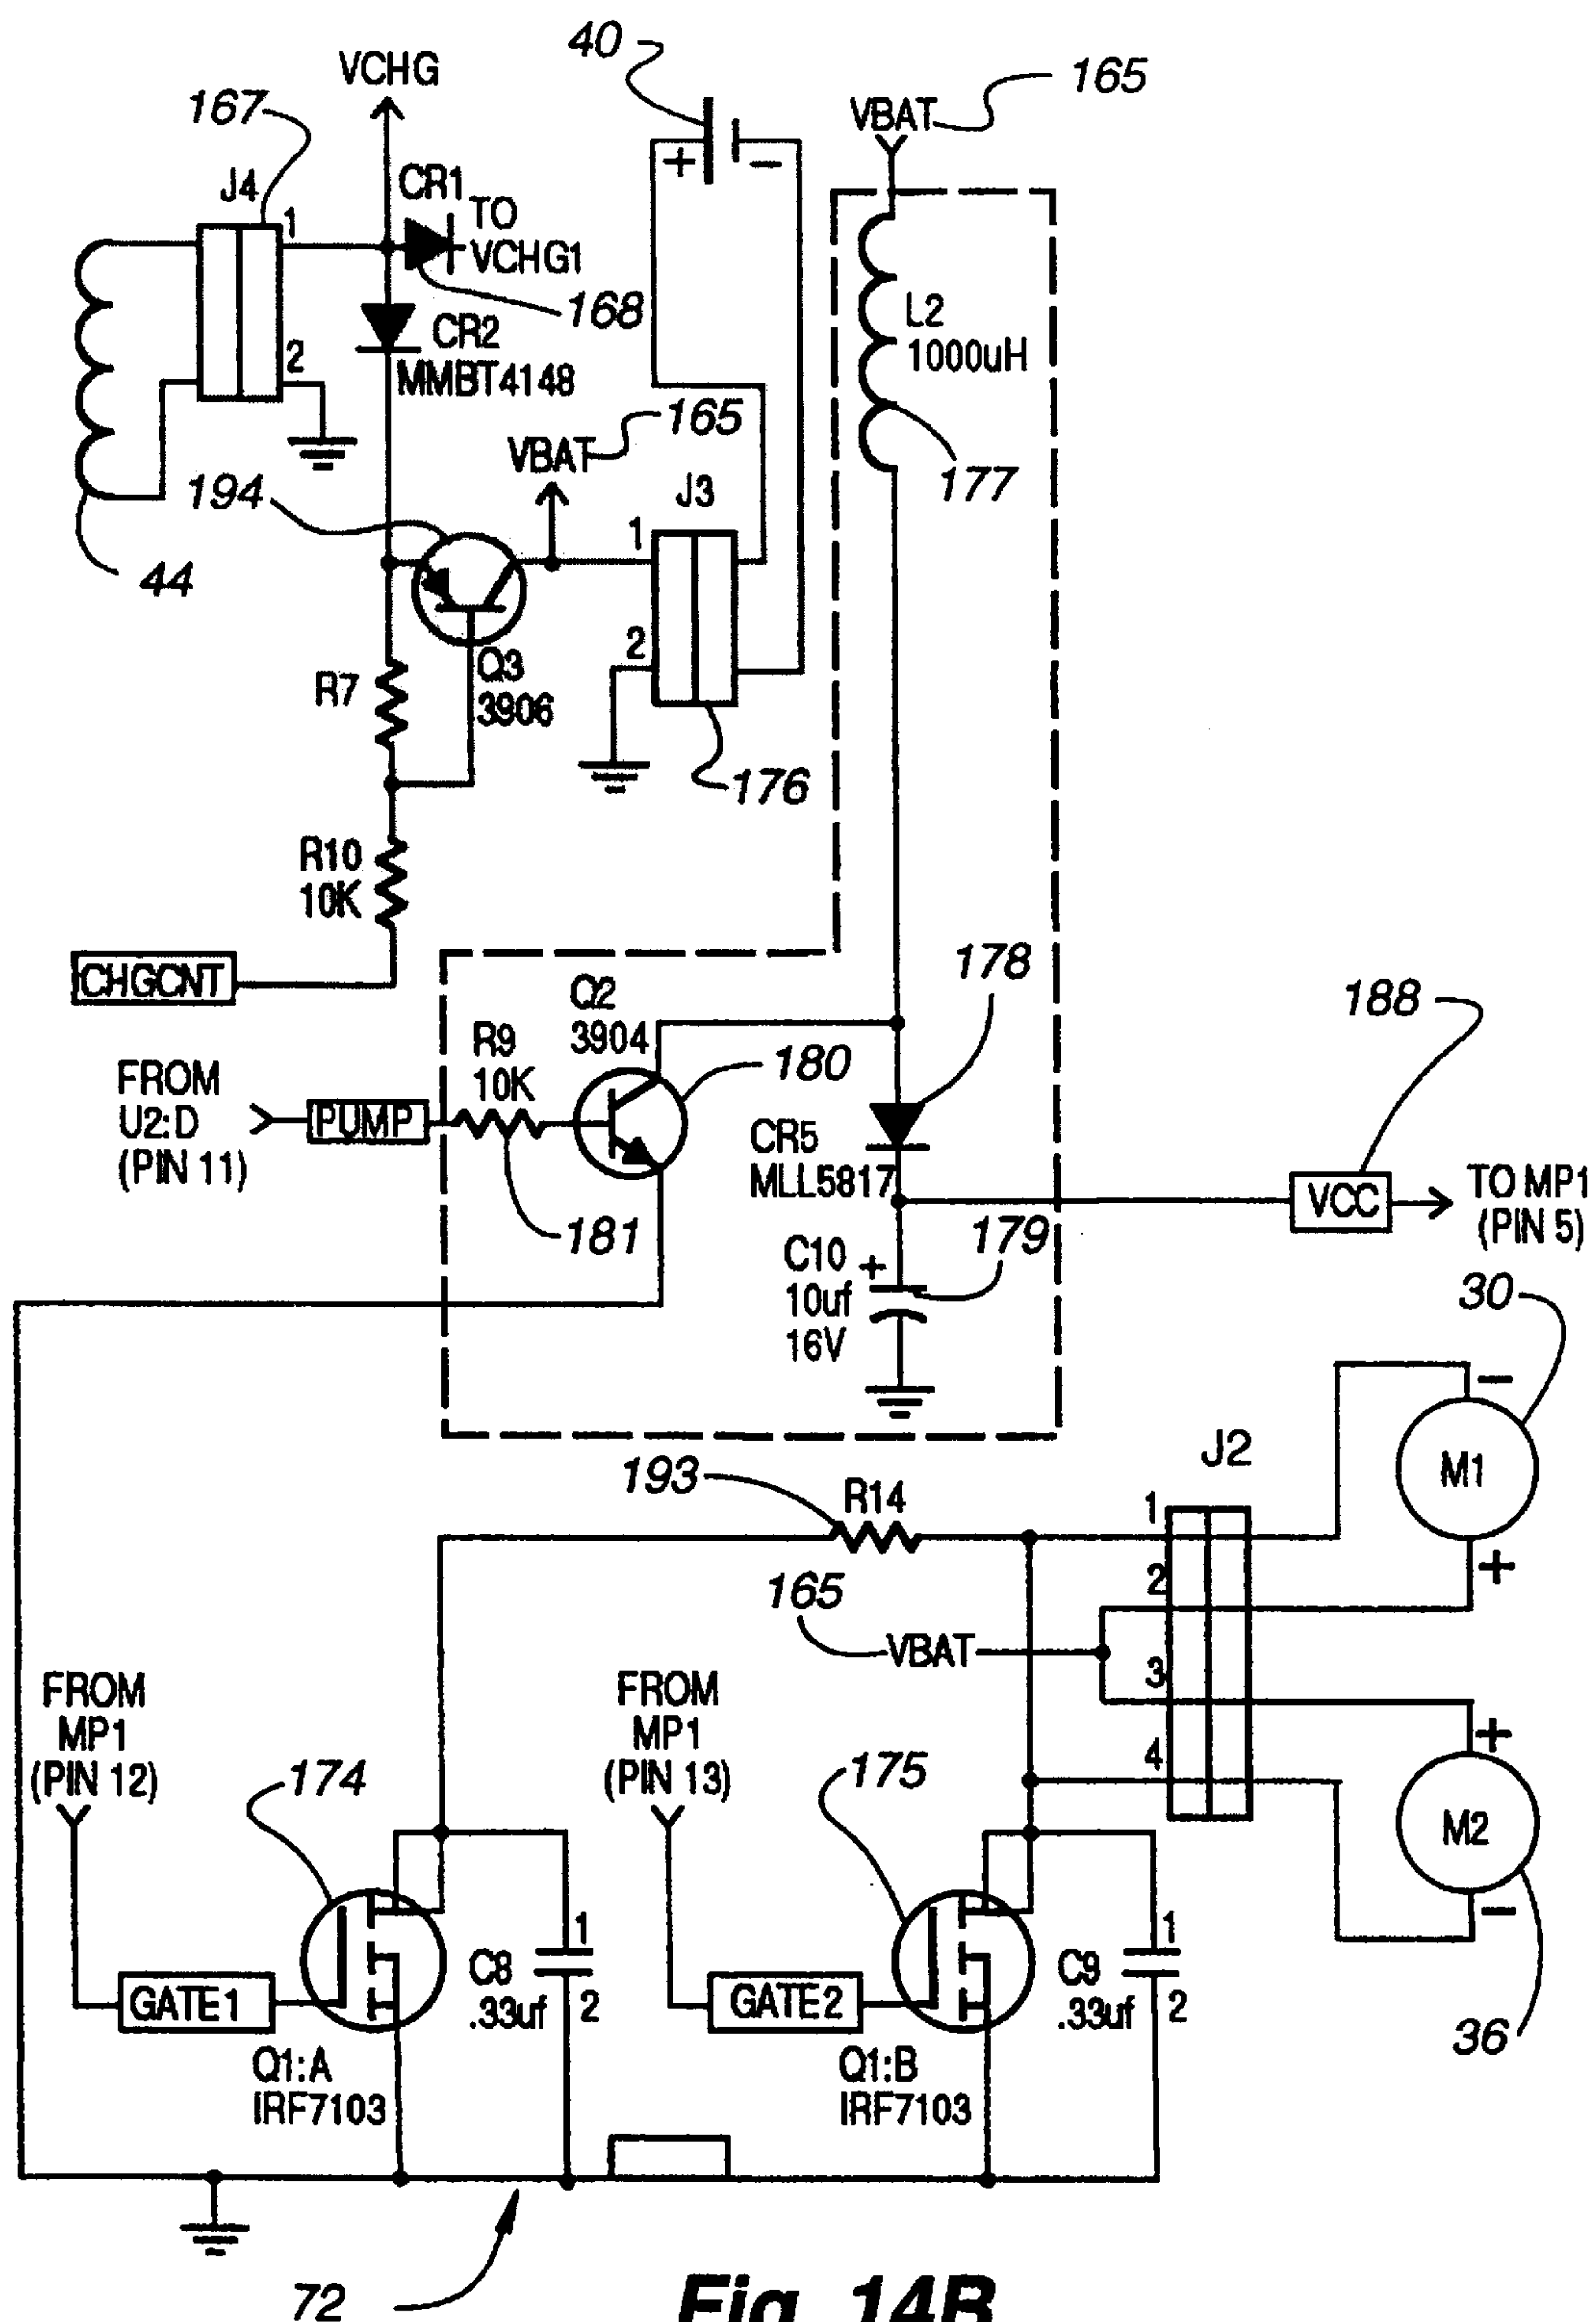 40
VCHG
165
167
VBAT
J4
CR1
1
TO
VCHG1
+
−
168
L2
1000uH
CR2
2
MMBT4148
165
VBAT
177
194
J3
1
44
2
Q3
3906
R7
176
R10
10K
178
CHGCNT
Q2
3904
188
R9
10K
180
FROM
U2:D
(PIN 11)
PUMP
CR5
MLL5817
VCC
TO MP1
(PIN 5)
181
179
C10
10uf
16V
+
30
−
J2
193
R14
M1
1
+
2
165
VBAT
3
FROM
MP1
(PIN 12)
FROM
MP1
(PIN 13)
+
4
174
175
M2
−
1
1
C8
.33uf
C9
.33uf
GATE1
2
GATE2
2
36
Q1:A
IRF7103
Q1:B
IRF7103
72
Fig. 14B